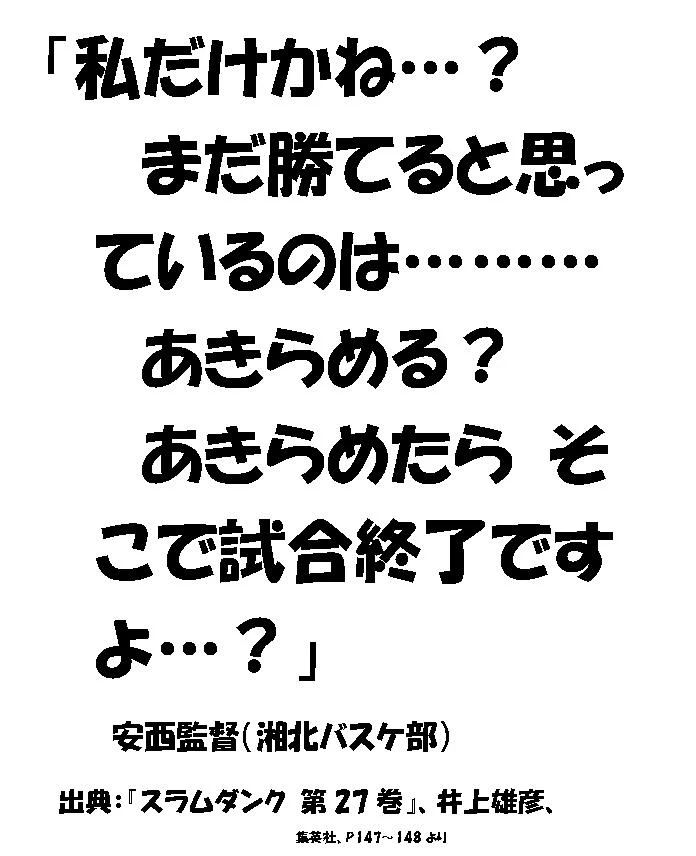 「私だけかね…？
まだ勝てると思っ
ているのは………
あきらめる？
あきらめたら そ
こで試合終了です
よ…？」
安西監督（湘北バスケ部）
出典：『スラムダンク 第27巻』、井上雄彦、
集英社、P147～148より